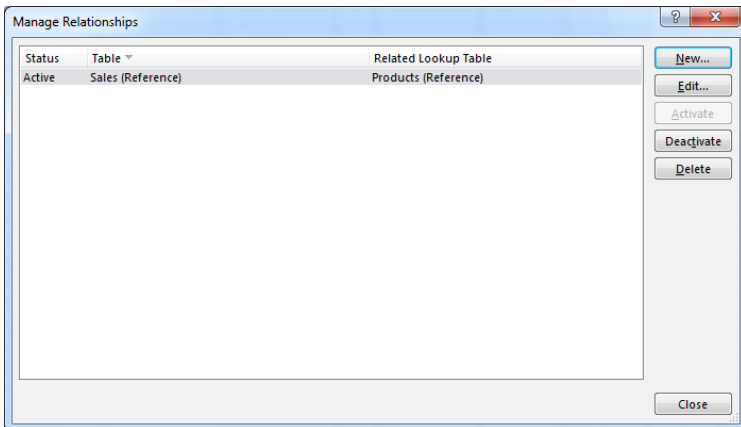 Manage Relationships
Status Table Related Lookup Table
Active Sales (Reference) Products (Reference)
New...
Edit...
Activate
Deactivate
Delete
Close